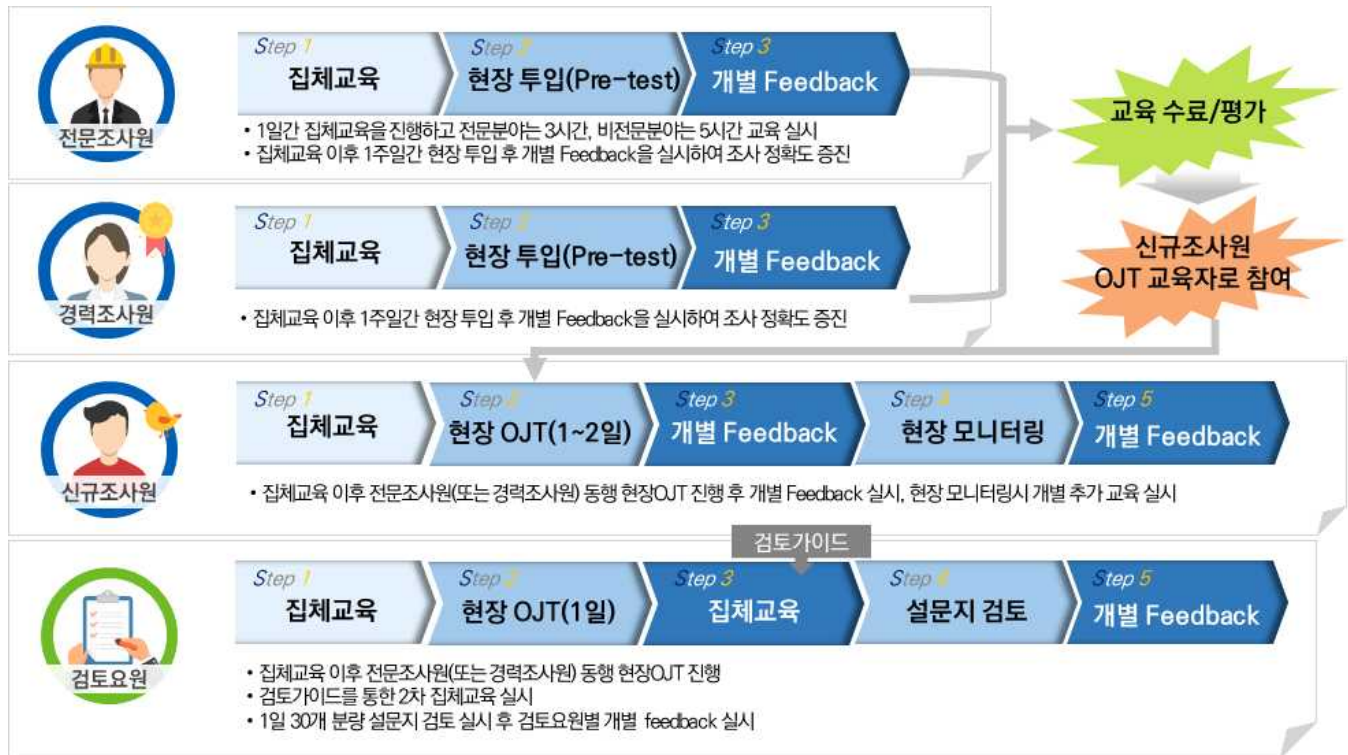 전문조사원
Step 1
집체교육
Step 2
현장 투입(Pre-test)
Step 3
개별 Feedback
• 1일간 집체교육을 진행하고 전문분야는 3시간, 비전문분야는 5시간 교육 실시
• 집체교육 이후 1주일간 현장 투입 후 개별 Feedback을 실시하여 조사 정확도 증진
교육 수료/평가
신규조사원
OJT 교육자로 참여
경력조사원
Step 1
집체교육
Step 2
현장 투입(Pre-test)
Step 3
개별 Feedback
• 집체교육 이후 1주일간 현장 투입 후 개별 Feedback을 실시하여 조사 정확도 증진
신규조사원
Step 1
집체교육
Step 2
현장 OJT(1~2일)
Step 3
개별 Feedback
Step 4
현장 모니터링
Step 5
개별 Feedback
• 집체교육 이후 전문조사원(또는 경력조사원) 동행 현장OJT 진행 후 개별 Feedback 실시, 현장 모니터링시 개별 추가 교육 실시
검토요원
검토가이드
Step 1
집체교육
Step 2
현장 OJT(1일)
Step 3
집체교육
Step 4
설문지 검토
Step 5
개별 Feedback
• 집체교육 이후 전문조사원(또는 경력조사원) 동행 현장OJT 진행
• 검토가이드를 통한 2차 집체교육 실시
• 1일 30개 분량 설문지 검토 실시 후 검토요원별 개별 feedback 실시